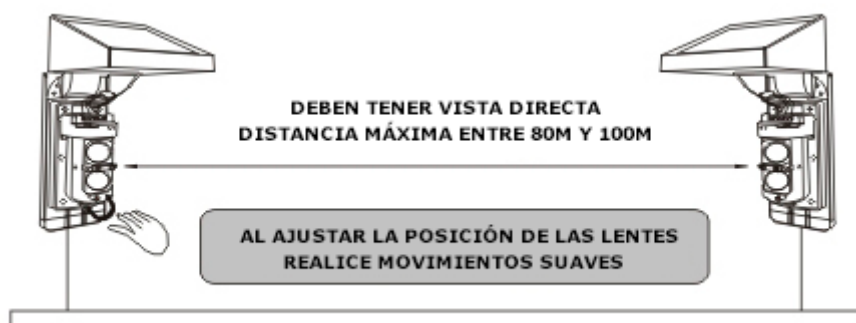 DEBEN TENER VISTA DIRECTA
DISTANCIA MÁXIMA ENTRE 80M Y 100M
AL AJUSTAR LA POSICIÓN DE LAS LENTES
REALICE MOVIMIENTOS SUAVES